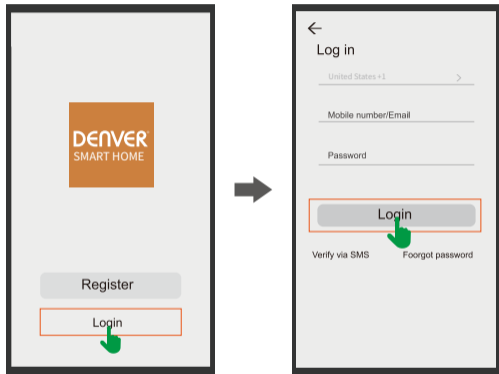 DENVER
SMART HOME
Register
Login
Log in
United States +1
Mobile number/Email
Password
Login
Verify via SMS Foorgot password